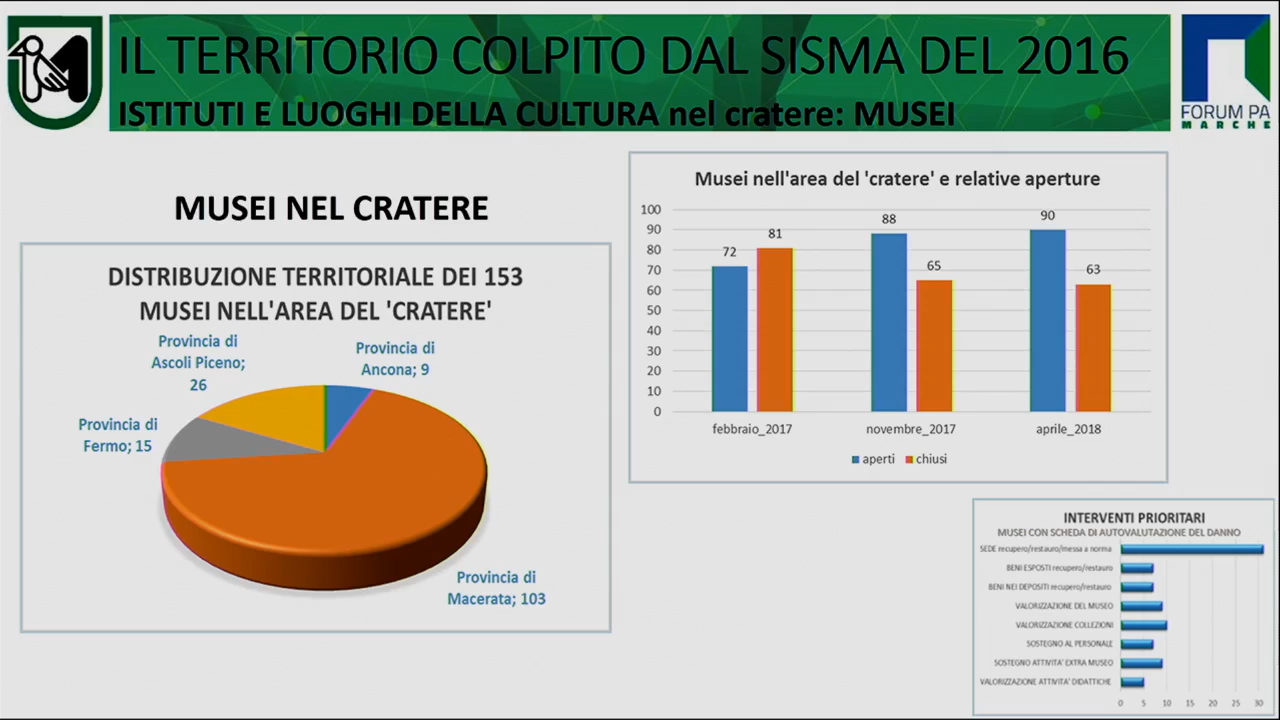 IL TERRITORIO COLPITO DAL SISMA DEL 2016
ISTITUTI E LUOGHI DELLA CULTURA nel cratere: MUSEI
FORUM PA
MARCHE
MUSEI NEL CRATERE
DISTRIBUZIONE TERRITORIALE DEI 153
MUSEI NELL'AREA DEL 'CRATERE'
Provincia di
Ascoli Piceno;
26
Provincia di
Ancona; 9
Provincia di
Fermo; 15
Provincia di
Macerata; 103
Musei nell'area del 'cratere' e relative aperture
100
90
80
70
60
50
40
30
20
10
0
72
81
88
65
90
63
febbraio_2017
novembre_2017
aprile_2018
aperti
chiusi
INTERVENTI PRIORITARI
MUSEI CON SCHEDA DI AUTOVALUTAZIONE DEL DANNO
SEDE recupero/restauro/messa a norma
BENI ESPOSTI recupero/restauro
BENI NEI DEPOSITI recupero/restauro
VALORIZZAZIONE DEL MUSEO
VALORIZZAZIONE COLLEZIONI
SOSTEGNO AL PERSONALE
SOSTEGNO ATTIVITA' EXTRA MUSEO
VALORIZZAZIONE ATTIVITA' DIDATTICHE
0 5 10 15 20 25 30